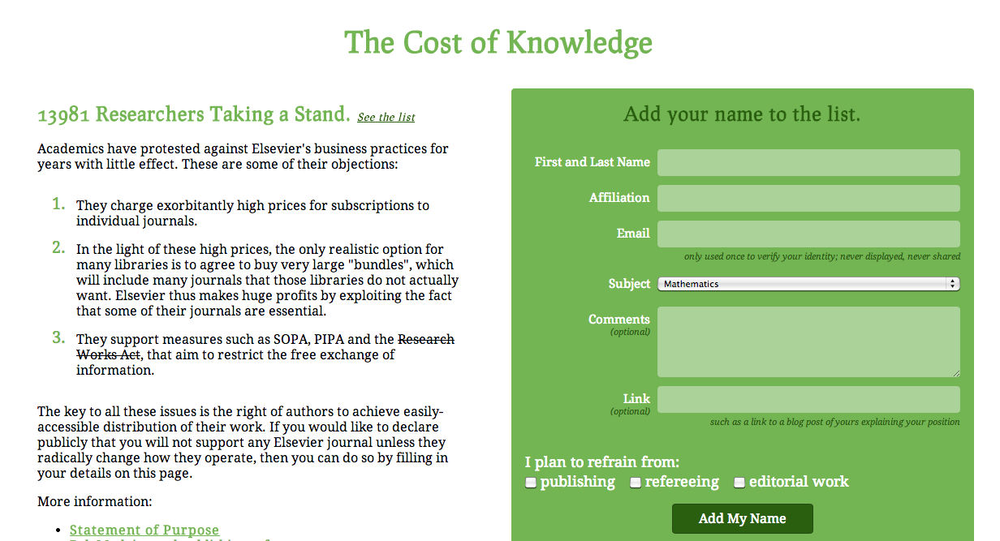 The Cost of Knowledge
13981 Researchers Taking a Stand. See the list
Academics have protested against Elsevier's business practices for
years with little effect. These are some of their objections:
1. They charge exorbitantly high prices for subscriptions to
individual journals.
2. In the light of these high prices, the only realistic option for
many libraries is to agree to buy very large "bundles", which
will include many journals that those libraries do not actually
want. Elsevier thus makes huge profits by exploiting the fact
that some of their journals are essential.
3. They support measures such as SOPA, PIPA and the Research
Works Act, that aim to restrict the free exchange of
information.
The key to all these issues is the right of authors to achieve easily-
accessible distribution of their work. If you would like to declare
publicly that you will not support any Elsevier journal unless they
radically change how they operate, then you can do so by filling in
your details on this page.
More information:
• Statement of Purpose
Add your name to the list.
First and Last Name
Affiliation
Email
only used once to verify your identity; never displayed, never shared
Subject Mathematics
Comments
(optional)
Link
(optional)
such as a link to a blog post of yours explaining your position
I plan to refrain from:
publishing refereeing editorial work
Add My Name